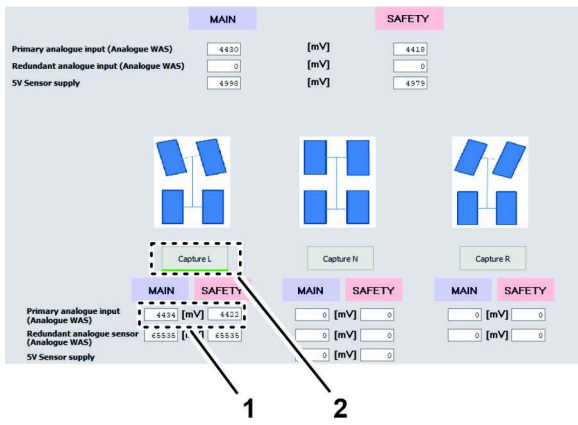 MAIN SAFETY
Primary analogue input (Analogue WAS) 4430 [mV] 4418
Redundant analogue input (Analogue WAS) 0 [mV] 0
5V Sensor supply 4998 [mV] 4979
Capture L Capture N Capture R
MAIN SAFETY MAIN SAFETY MAIN SAFETY
Primary analogue input
(Analogue WAS) 4434 [mV] 4422 0 [mV] 0 0 [mV] 0
Redundant analogue sensor
(Analogue WAS) 65535 [mV] 65535 0 [mV] 0 0 [mV] 0
5V Sensor supply 0 [mV] 0
1 2